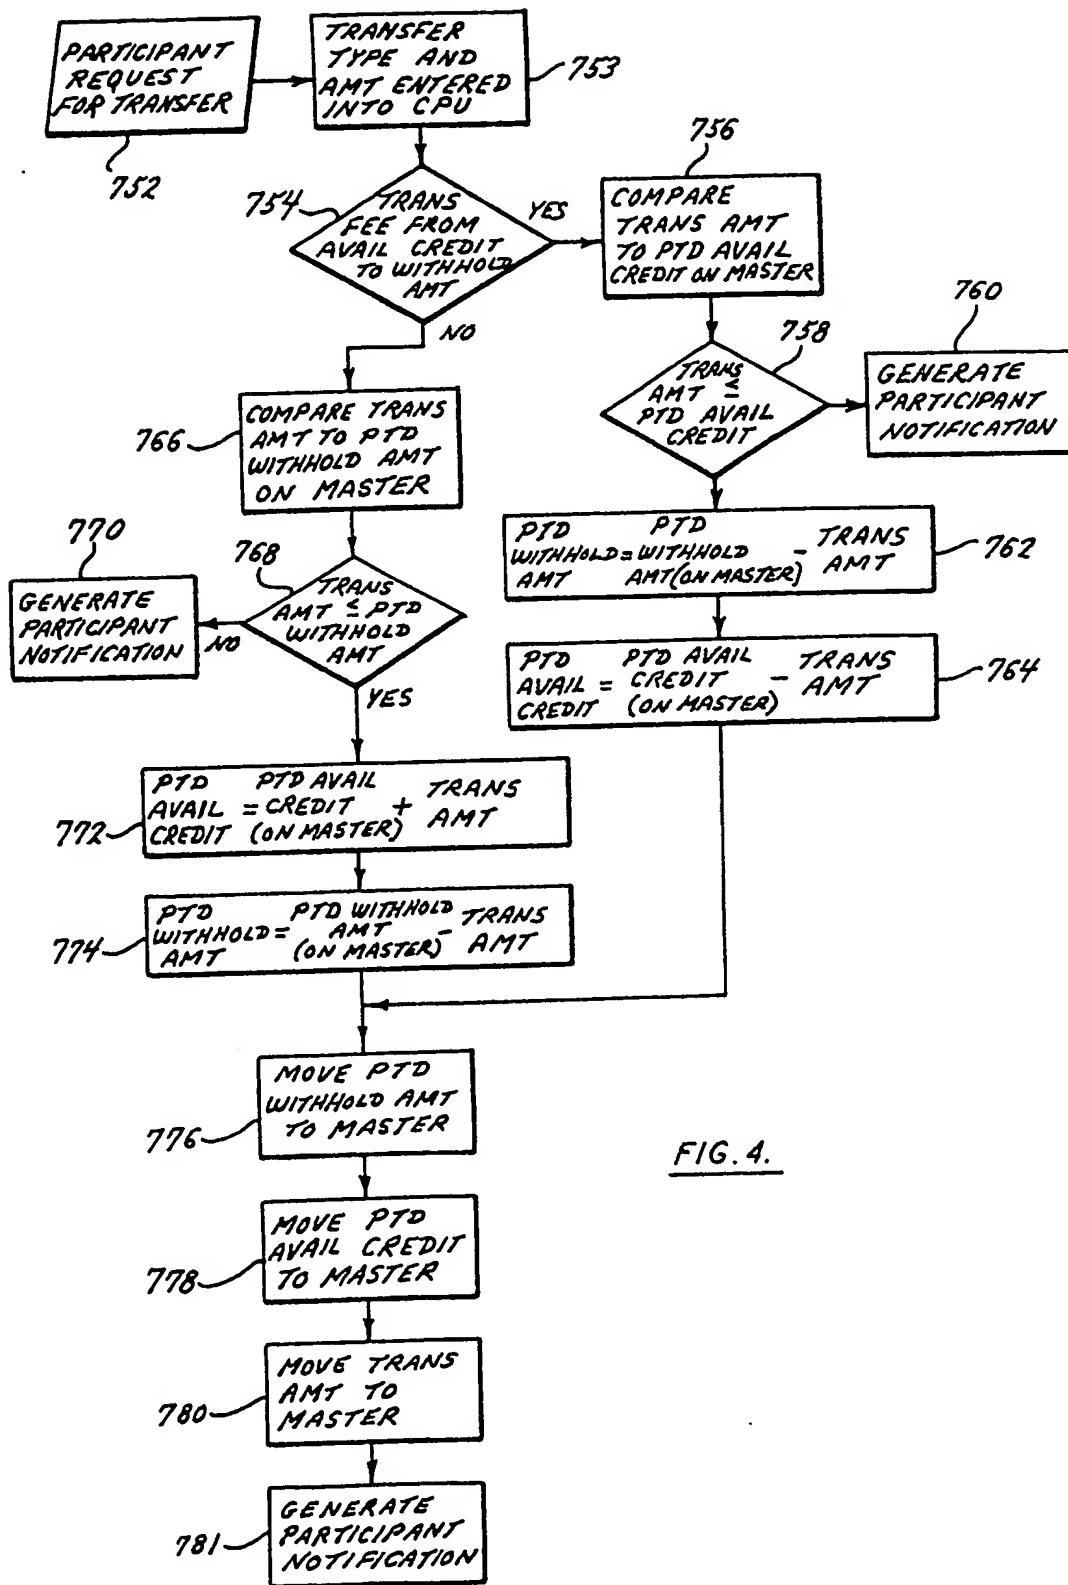 PARTICIPANT
REQUEST
FOR TRANSFER
752
TRANSFER
TYPE AND
AMT ENTERED
INTO CPU
753
754
TRANS
FEE FROM
AVAIL CREDIT
TO WITHHOLD
AMT
YES
NO
756
COMPARE
TRANS AMT
TO PTD AVAIL
CREDIT ON MASTER
758
TRANS
AMT ≤
PTD AVAIL
CREDIT
760
GENERATE
PARTICIPANT
NOTIFICATION
PTD PTD
WITHHOLD = WITHHOLD - TRANS
AMT AMT (ON MASTER) AMT
762
PTD PTD AVAIL
AVAIL = CREDIT - TRANS
CREDIT (ON MASTER) AMT
764
766
COMPARE TRANS
AMT TO PTD
WITHHOLD AMT
ON MASTER
768
TRANS
AMT ≤ PTD
WITHHOLD
AMT
NO
YES
770
GENERATE
PARTICIPANT
NOTIFICATION
PTD PTD AVAIL
AVAIL = CREDIT + TRANS
CREDIT (ON MASTER) AMT
772
PTD PTD WITHHOLD
WITHHOLD = AMT - TRANS
AMT (ON MASTER) AMT
774
MOVE PTD
WITHHOLD AMT
TO MASTER
776
MOVE PTD
AVAIL CREDIT
TO MASTER
778
MOVE TRANS
AMT TO
MASTER
780
GENERATE
PARTICIPANT
NOTIFICATION
781
FIG. 4.